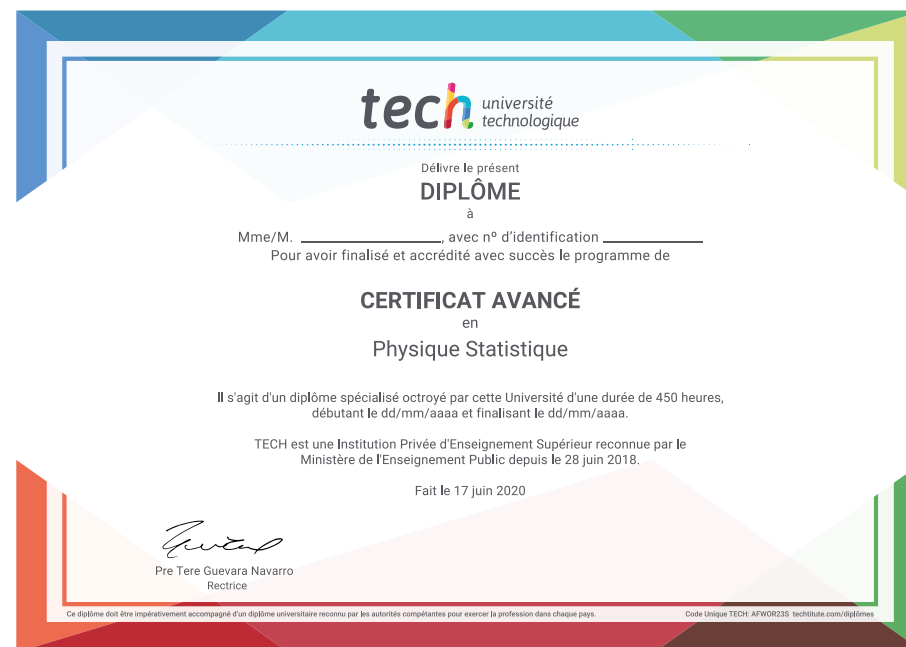 tech université
technologique
Délivre le présent
DIPLÔME
à
Mme/M. ____________________, avec nº d'identification ______________
Pour avoir finalisé et accrédité avec succès le programme de
CERTIFICAT AVANCÉ
en
Physique Statistique
Il s'agit d'un diplôme spécialisé octroyé par cette Université d'une durée de 450 heures,
débutant le dd/mm/aaaa et finalisant le dd/mm/aaaa.
TECH est une Institution Privée d'Enseignement Supérieur reconnue par le
Ministère de l'Enseignement Public depuis le 28 juin 2018.
Fait le 17 juin 2020
Pre Tere Guevara Navarro
Rectrice
Ce diplôme doit être impérativement accompagné d'un diplôme universitaire reconnu par les autorités compétantes pour exercer la profession dans chaque pays.
Code Unique TECH: AFWOR23S techtitute.com/diplômes